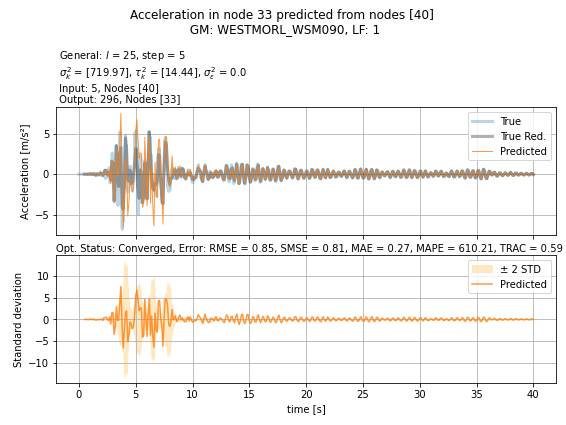 Acceleration in node 33 predicted from nodes [40]
GM: WESTMORL_WSM090, LF: 1
General: l = 25, step = 5
σ²ₖ = [719.97], τ²ₖ = [14.44], σ²ε = 0.0
Input: 5, Nodes [40]
Output: 296, Nodes [33]
Acceleration [m/s²]
5
0
−5
True
True Red.
Predicted
Opt. Status: Converged, Error: RMSE = 0.85, SMSE = 0.81, MAE = 0.27, MAPE = 610.21, TRAC = 0.59
Standard deviation
10
5
0
−5
−10
± 2 STD
Predicted
0 5 10 15 20 25 30 35 40
time [s]